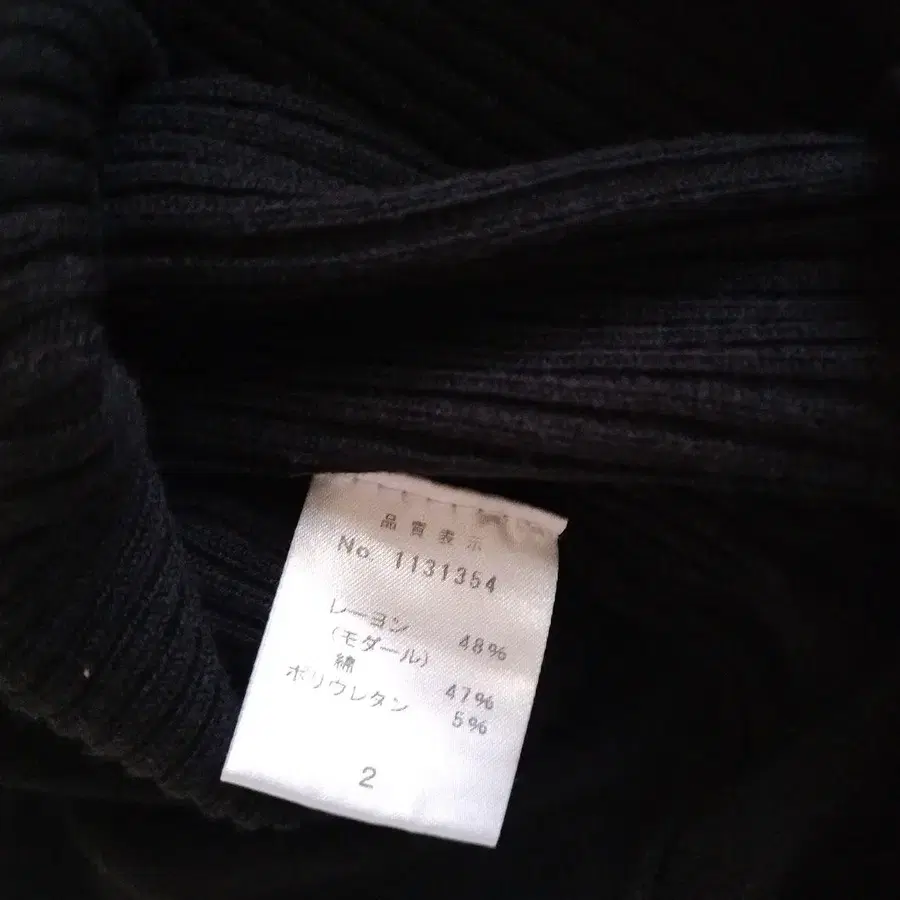 品質表示
No. 1131354
レーヨン
(モダール) 48%
綿 47%
ポリウレタン 5%
2